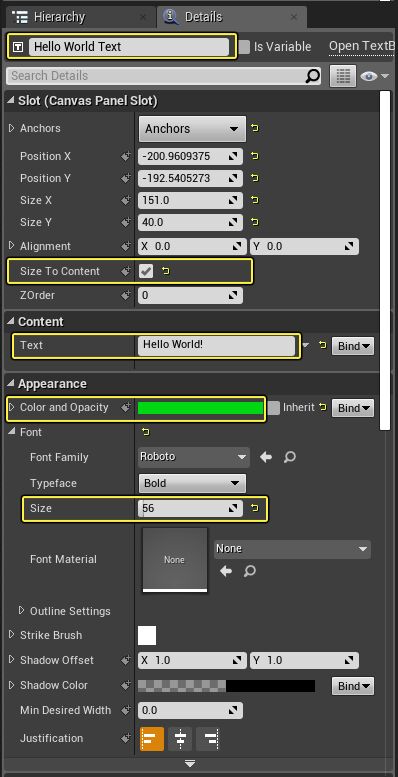 Hierarchy Details
Hello World Text Is Variable Open TextB
Search Details
Slot (Canvas Panel Slot)
Anchors Anchors
Position X -200.9609375
Position Y -192.5405273
Size X 151.0
Size Y 40.0
Alignment X 0.0 Y 0.0
Size To Content
ZOrder 0
Content
Text Hello World! Bind
Appearance
Color and Opacity Inherit Bind
Font
Font Family Roboto
Typeface Bold
Size 56
Font Material None None
Outline Settings
Strike Brush
Shadow Offset X 1.0 Y 1.0
Shadow Color Bind
Min Desired Width 0.0
Justification